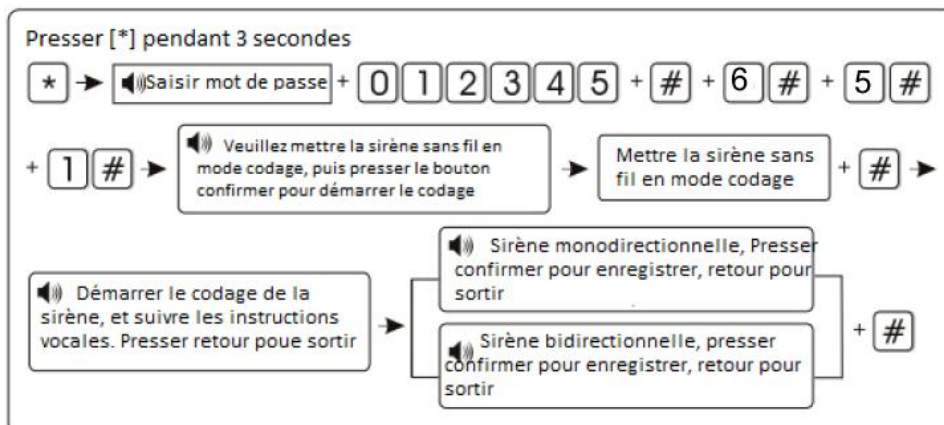 Presser [*] pendant 3 secondes
* Saisir mot de passe + 0 1 2 3 4 5 + # + 6 # + 5 #
+ 1 #
Veuillez mettre la sirène sans fil en
mode codage, puis presser le bouton
confirmer pour démarrer le codage
Mettre la sirène sans
fil en mode codage
+ #
Démarrer le codage de la
sirène, et suivre les instructions
vocales. Presser retour poue sortir
Sirène monodirectionnelle, Presser
confirmer pour enregistrer, retour pour
sortir
Sirène bidirectionnelle, presser
confirmer pour enregistrer, retour pour
sortir
+ #